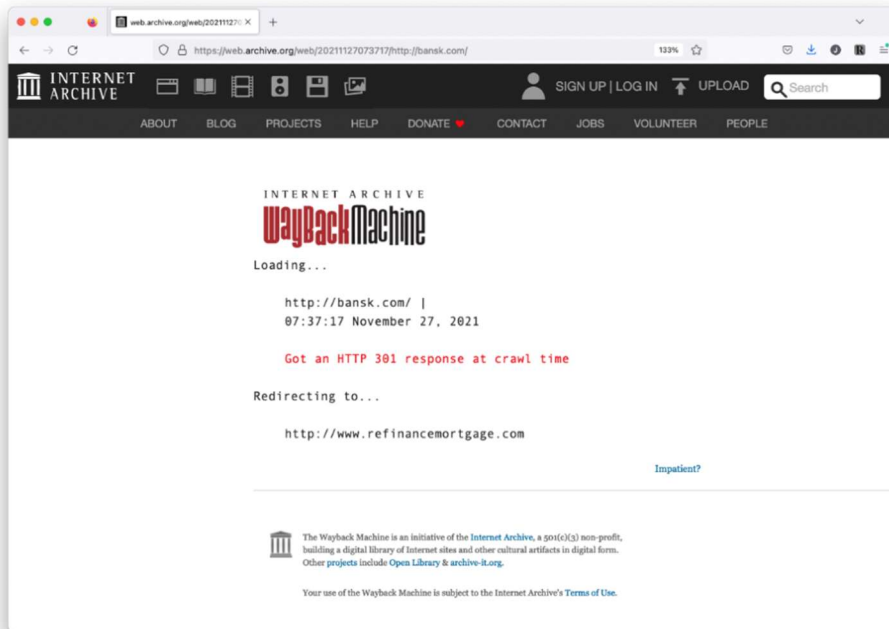 web.archive.org/web/202111270
https://web.archive.org/web/20211127073717/http://bansk.com/
133%
INTERNET ARCHIVE
SIGN UP | LOG IN
UPLOAD
Search
ABOUT BLOG PROJECTS HELP DONATE CONTACT JOBS VOLUNTEER PEOPLE
INTERNET ARCHIVE
WayBackMachine
Loading...
http://bansk.com/ |
07:37:17 November 27, 2021
Got an HTTP 301 response at crawl time
Redirecting to...
http://www.refinancemortgage.com
Impatient?
The Wayback Machine is an initiative of the Internet Archive, a 501(c)(3) non-profit,
building a digital library of Internet sites and other cultural artifacts in digital form.
Other projects include Open Library & archive-it.org.
Your use of the Wayback Machine is subject to the Internet Archive's Terms of Use.